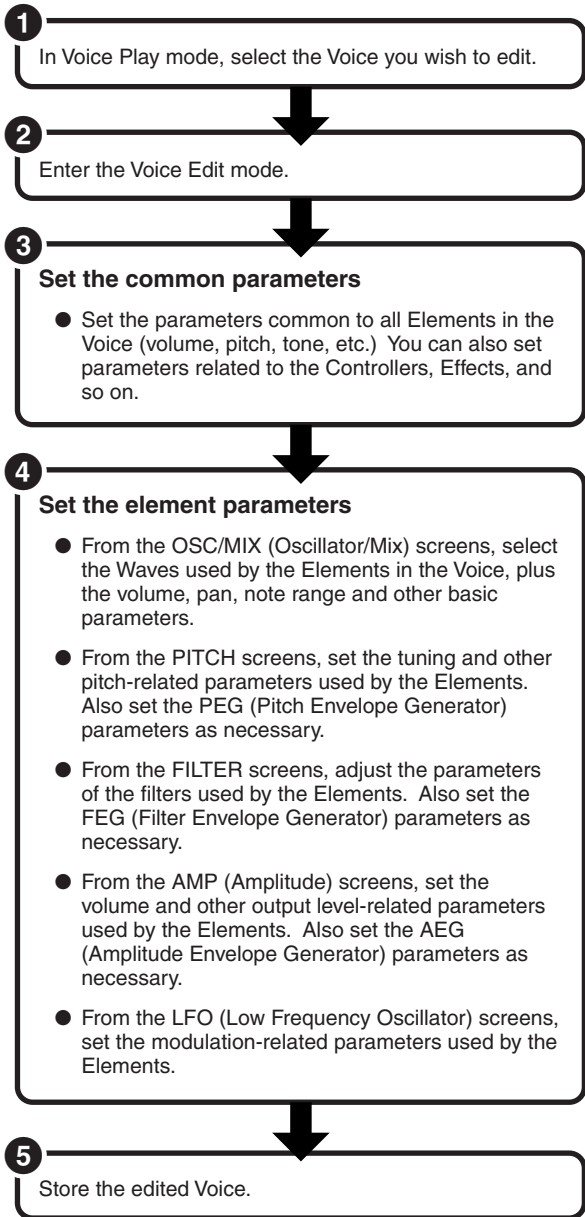 1
In Voice Play mode, select the Voice you wish to edit.
2
Enter the Voice Edit mode.
3
Set the common parameters
● Set the parameters common to all Elements in the
Voice (volume, pitch, tone, etc.) You can also set
parameters related to the Controllers, Effects, and
so on.
4
Set the element parameters
● From the OSC/MIX (Oscillator/Mix) screens, select
the Waves used by the Elements in the Voice, plus
the volume, pan, note range and other basic
parameters.
● From the PITCH screens, set the tuning and other
pitch-related parameters used by the Elements.
Also set the PEG (Pitch Envelope Generator)
parameters as necessary.
● From the FILTER screens, adjust the parameters
of the filters used by the Elements. Also set the
FEG (Filter Envelope Generator) parameters as
necessary.
● From the AMP (Amplitude) screens, set the
volume and other output level-related parameters
used by the Elements. Also set the AEG
(Amplitude Envelope Generator) parameters as
necessary.
● From the LFO (Low Frequency Oscillator) screens,
set the modulation-related parameters used by the
Elements.
5
Store the edited Voice.